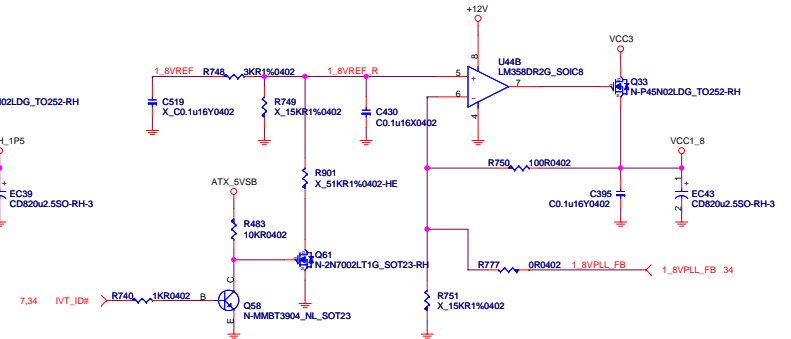 +12V
VCC3
1_8VREF R748 3KR1%0402 1_8VREF_R
8
U44B
LM358DR2G_SOIC8
5
+
7
6
-
4
Q33
N-P45N02LDG_TO252-RH
02LDG_TO252-RH
C519
X_C0.1u16Y0402
R749
X_15KR1%0402
C430
C0.1u16X0402
H_1P5
VCC1_8
R750 100R0402
+
EC39
CD820u2.5SO-RH-3
ATX_5VSB
R901
X_51KR1%0402-HE
C395
C0.1u16Y0402
1
+
2
EC43
CD820u2.5SO-RH-3
R483
10KR0402
Q61
N-2N7002LT1G_SOT23-RH
R777 0R0402 1_8VPLL_FB 1_8VPLL_FB 34
7,34 IVT_ID# R740 1KR0402
B
C
E
Q58
N-MMBT3904_NL_SOT23
R751
X_15KR1%0402